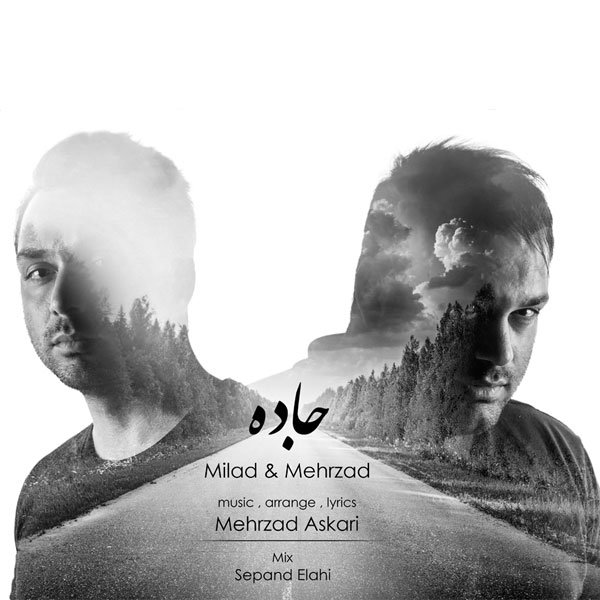 جاده
Milad & Mehrzad
music , arrange , lyrics
Mehrzad Askari
Mix
Sepand Elahi